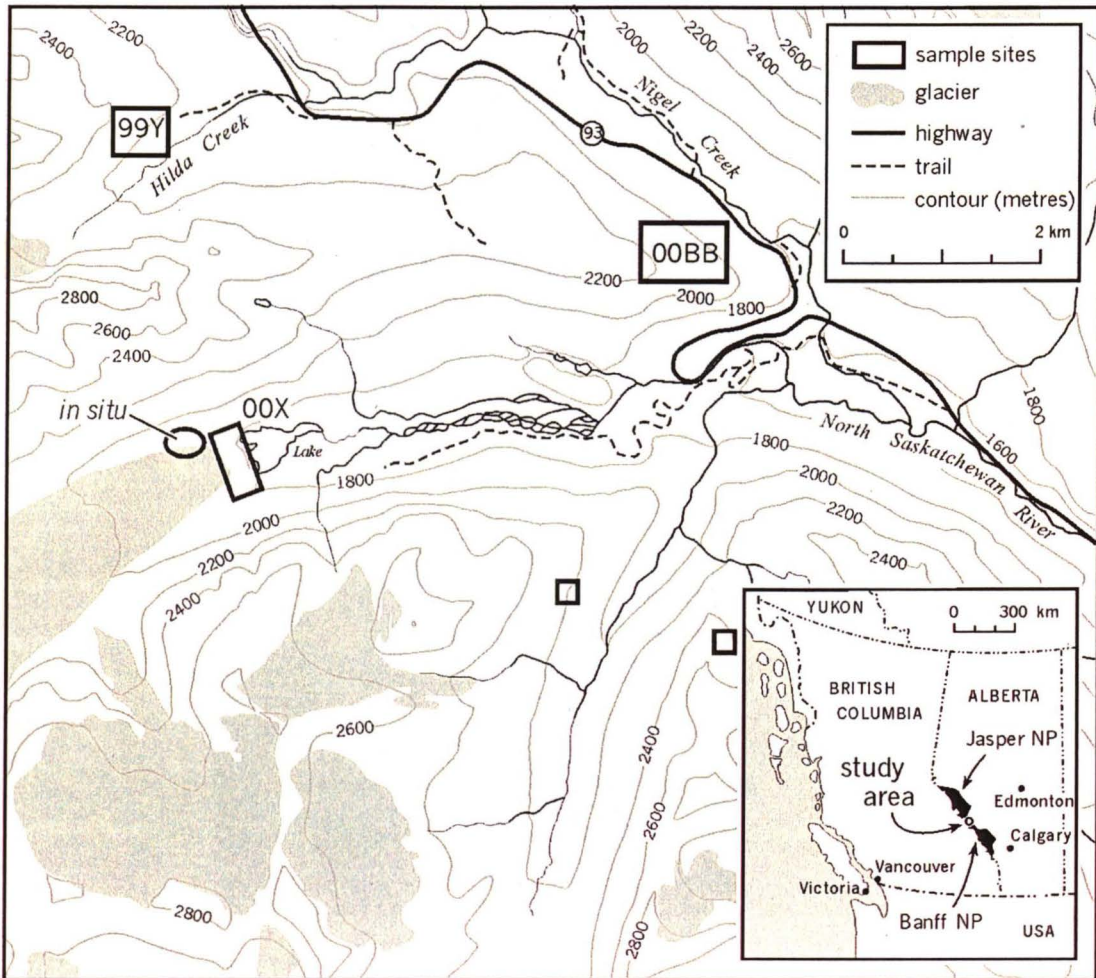 2400
2200
2000
2200
2400
2600
99Y
Hilda Creek
93
Nigel
Creek
00BB
2200
2000
1800
2800
2600
2400
in situ
00X
Lake
1800
2000
2200
2400
1800
2000
2200
2400
1600
1800
North Saskatchewan
River
2600
2400
2600
2800
2800
sample sites
glacier
highway
trail
contour (metres)
0 2 km
YUKON
0 300 km
BRITISH
COLUMBIA
ALBERTA
Jasper NP
study
area
Edmonton
Calgary
Vancouver
Victoria
Banff NP
USA